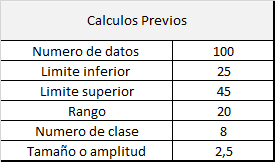 Calculos Previos
Numero de datos 100
Limite inferior 25
Limite superior 45
Rango 20
Numero de clase 8
Tamaño o amplitud 2,5